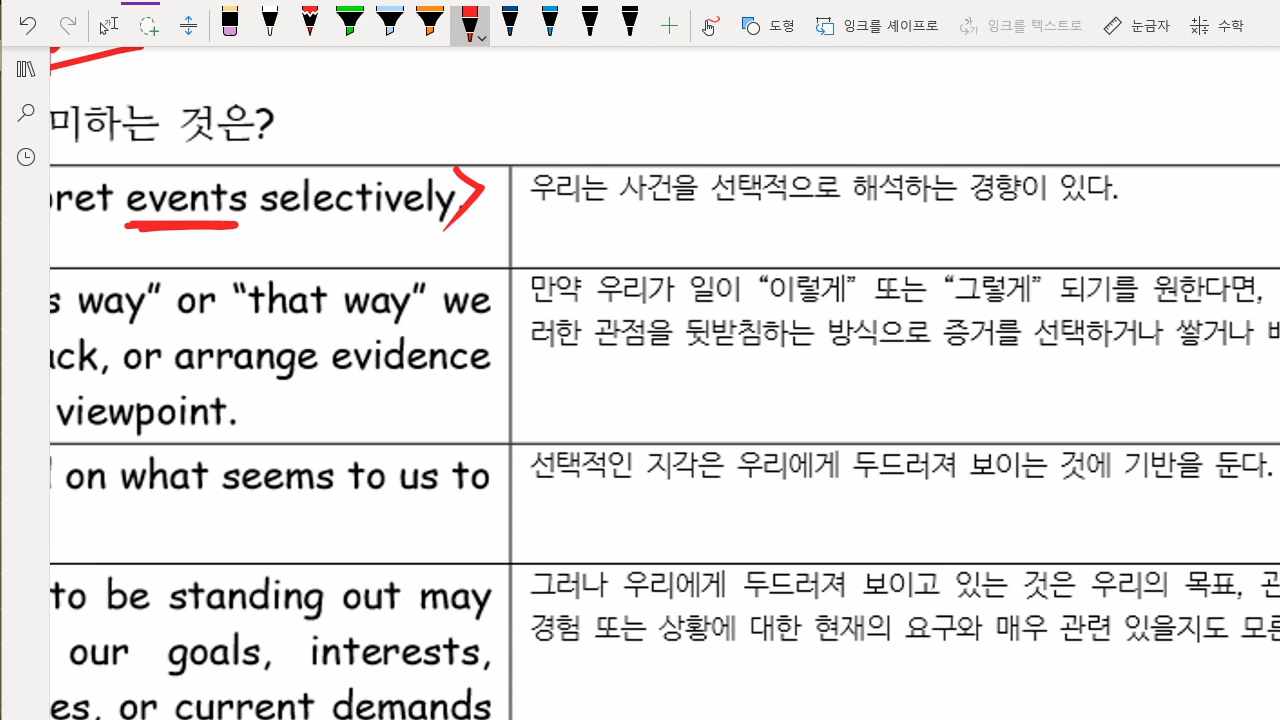 도형
잉크를 셰이프로
잉크를 텍스트로
눈금자
수학
미하는 것은?
pret events selectively,
우리는 사건을 선택적으로 해석하는 경향이 있다.
s way” or “that way” we
만약 우리가 일이 “이렇게” 또는 “그렇게” 되기를 원한다면,
ack, or arrange evidence
러한 관점을 뒷받침하는 방식으로 증거를 선택하거나 쌓거나
viewpoint.
on what seems to us to
선택적인 지각은 우리에게 두드러져 보이는 것에 기반을 둔다.
to be standing out may
그러나 우리에게 두드러져 보이고 있는 것은 우리의 목표,
our goals, interests,
경험 또는 상황에 대한 현재의 요구와 매우 관련 있을지도
es, or current demands